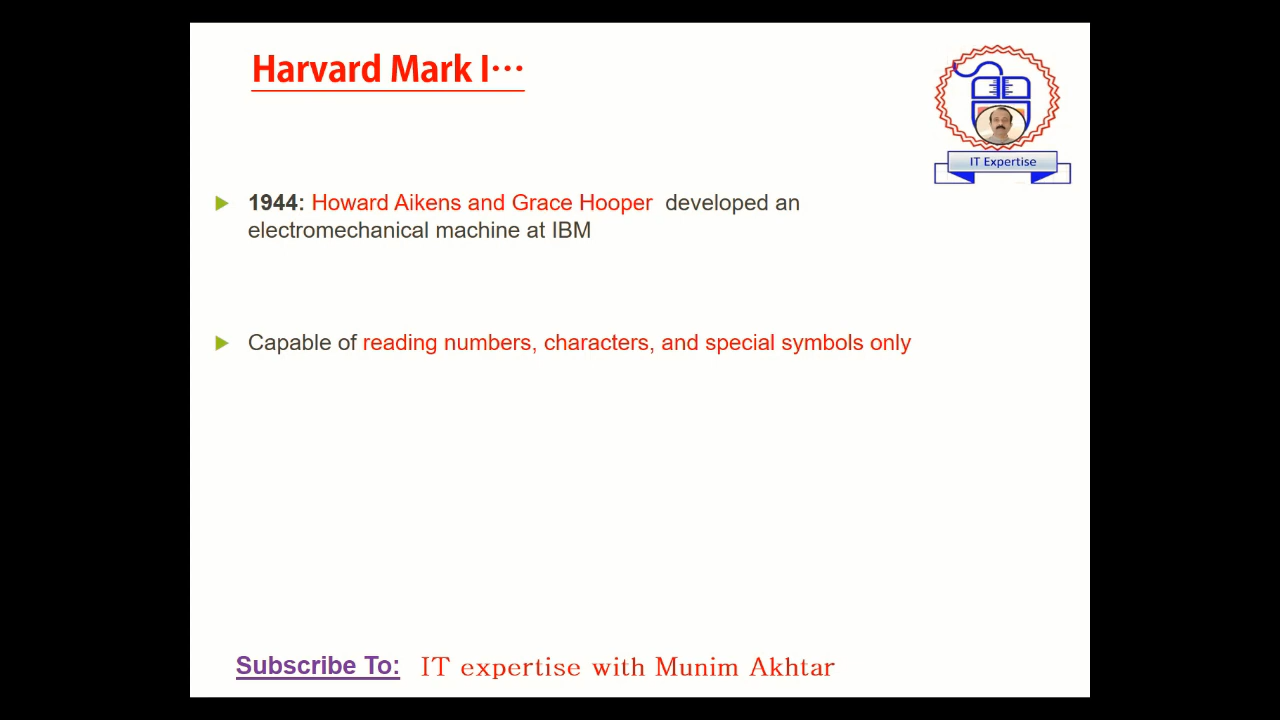 Harvard Mark I...
IT Expertise
1944: Howard Aikens and Grace Hooper developed an
electromechanical machine at IBM
Capable of reading numbers, characters, and special symbols only
Subscribe To: IT expertise with Munim Akhtar